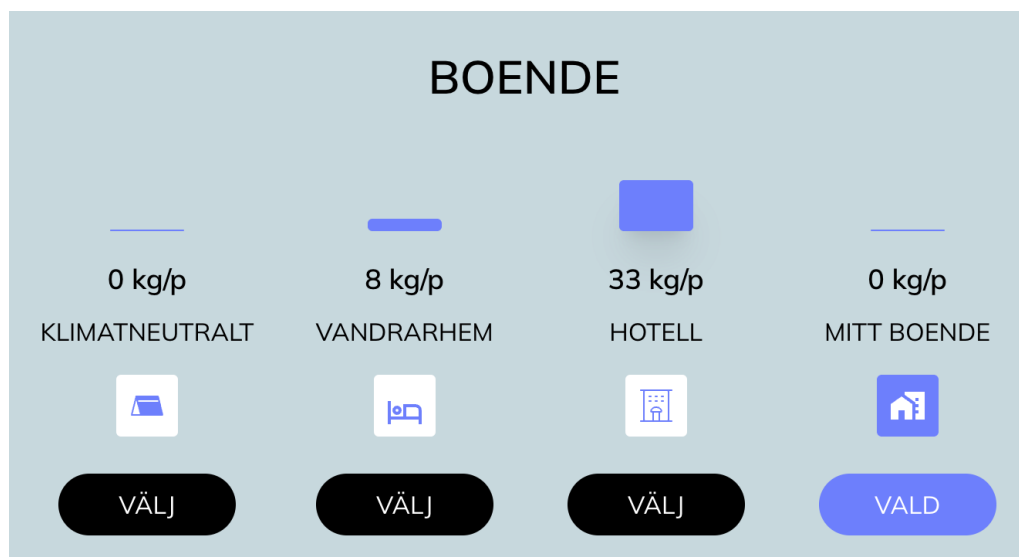 BOENDE
0 kg/p 8 kg/p 33 kg/p 0 kg/p
KLIMATNEUTRALT VANDRARHEM HOTELL MITT BOENDE
VÄLJ VÄLJ VÄLJ VALD